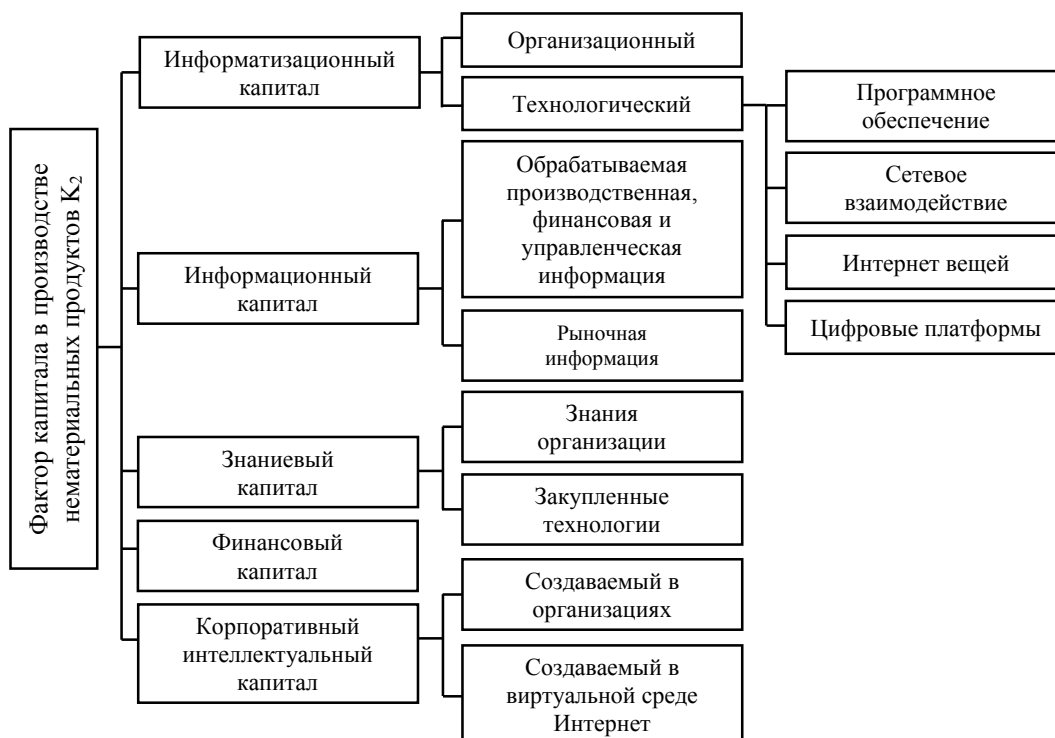 Фактор капитала в производстве
нематериальных продуктов K₂
Информатизационный
капитал
Организационный
Технологический
Программное
обеспечение
Сетевое
взаимодействие
Интернет вещей
Цифровые платформы
Информационный
капитал
Обрабатываемая
производственная,
финансовая и
управленческая
информация
Рыночная
информация
Знаниевый
капитал
Знания
организации
Закупленные
технологии
Финансовый
капитал
Корпоративный
интеллектуальный
капитал
Создаваемый в
организациях
Создаваемый в
виртуальной среде
Интернет